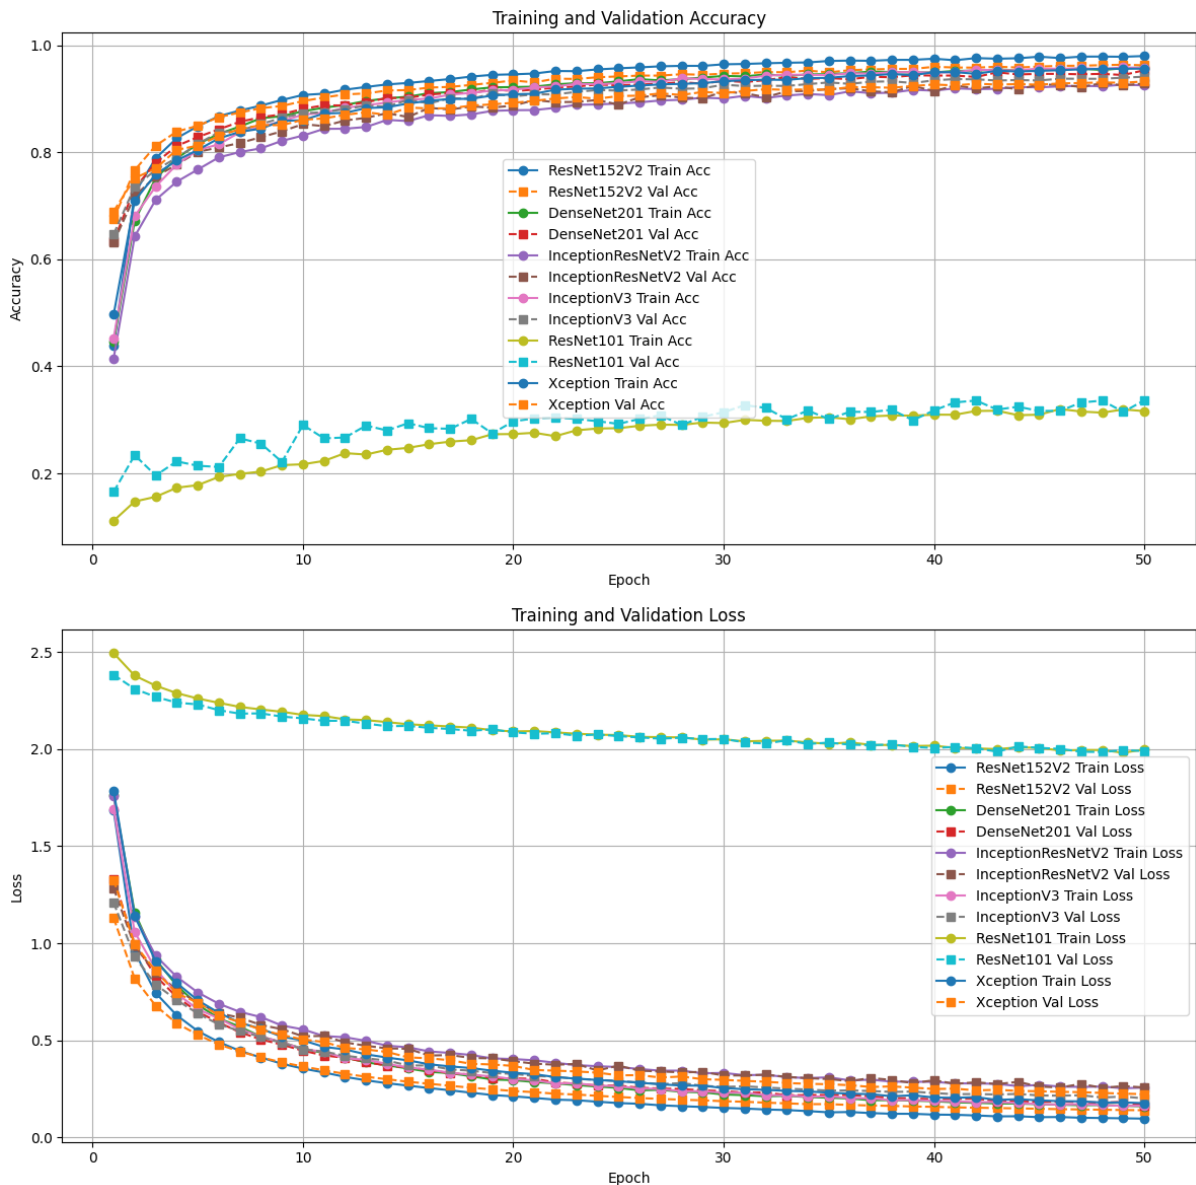 Training and Validation Accuracy
1.0
0.8
0.6
0.4
0.2
Accuracy
ResNet152V2 Train Acc
ResNet152V2 Val Acc
DenseNet201 Train Acc
DenseNet201 Val Acc
InceptionResNetV2 Train Acc
InceptionResNetV2 Val Acc
InceptionV3 Train Acc
InceptionV3 Val Acc
ResNet101 Train Acc
ResNet101 Val Acc
Xception Train Acc
Xception Val Acc
0 10 20 30 40 50
Epoch
Training and Validation Loss
2.5
2.0
1.5
1.0
0.5
0.0
Loss
ResNet152V2 Train Loss
ResNet152V2 Val Loss
DenseNet201 Train Loss
DenseNet201 Val Loss
InceptionResNetV2 Train Loss
InceptionResNetV2 Val Loss
InceptionV3 Train Loss
InceptionV3 Val Loss
ResNet101 Train Loss
ResNet101 Val Loss
Xception Train Loss
Xception Val Loss
0 10 20 30 40 50
Epoch